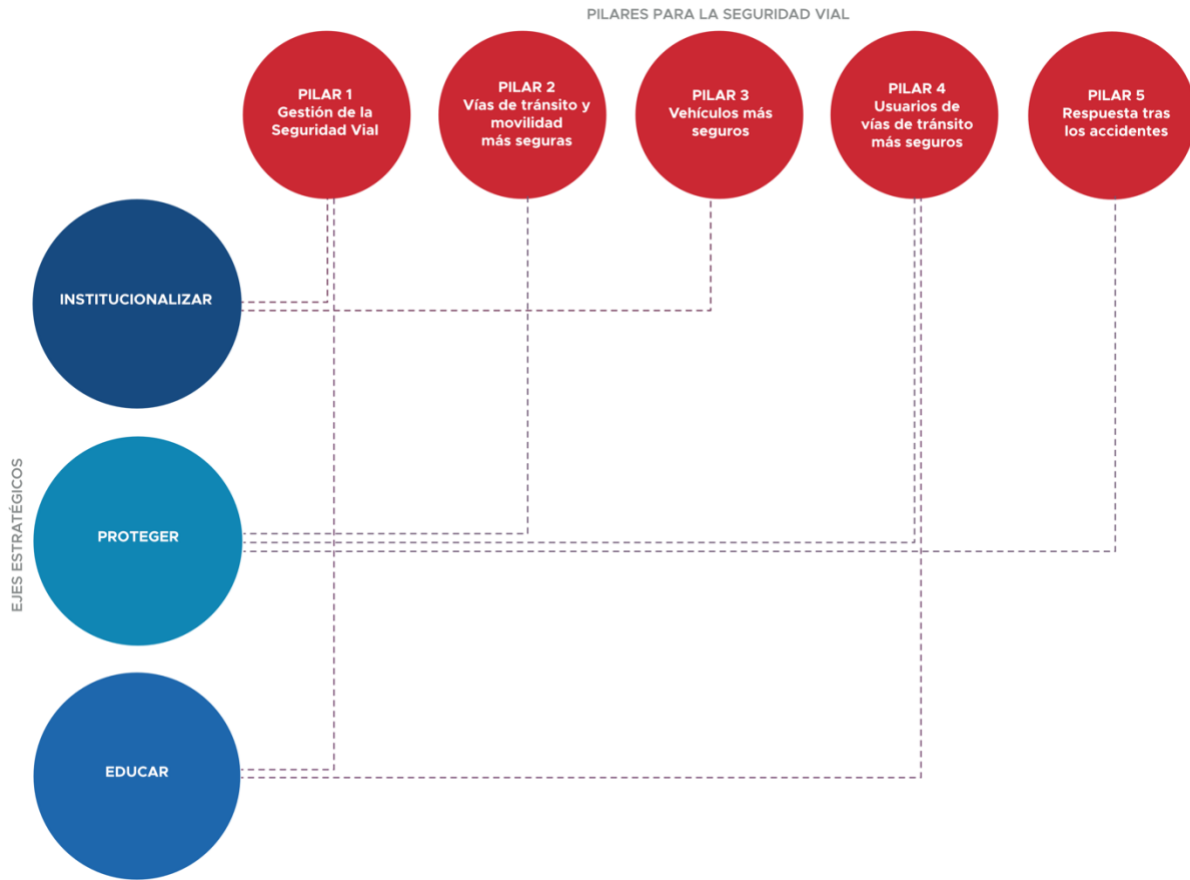 PILARES PARA LA SEGURIDAD VIAL
PILAR 1
Gestión de la
Seguridad Vial
PILAR 2
Vías de tránsito y
movilidad
más seguras
PILAR 3
Vehículos más
seguros
PILAR 4
Usuarios de
vías de tránsito
más seguros
PILAR 5
Respuesta tras
los accidentes
EJES ESTRATÉGICOS
INSTITUCIONALIZAR
PROTEGER
EDUCAR